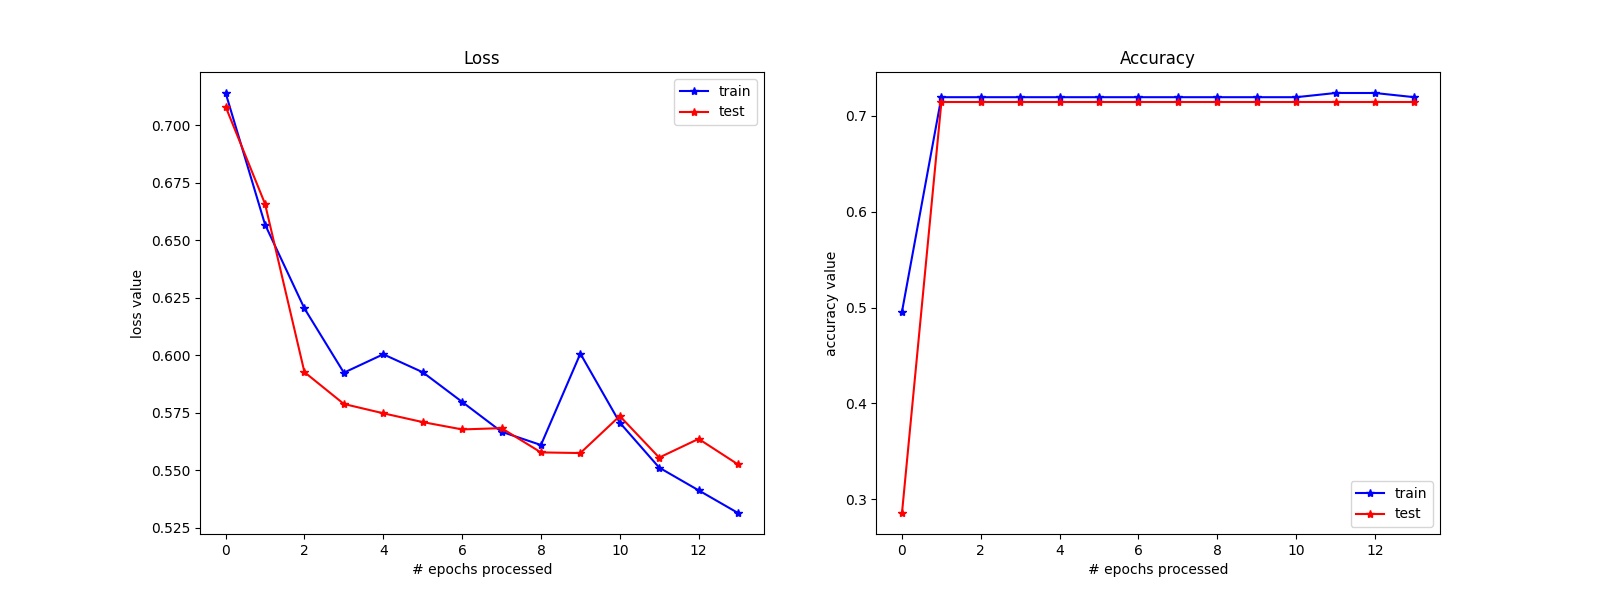 Loss
train
test
0.700
0.675
0.650
0.625
0.600
0.575
0.550
0.525
loss value
0 2 4 6 8 10 12
# epochs processed
Accuracy
0.7
0.6
0.5
0.4
0.3
accuracy value
train
test
0 2 4 6 8 10 12
# epochs processed